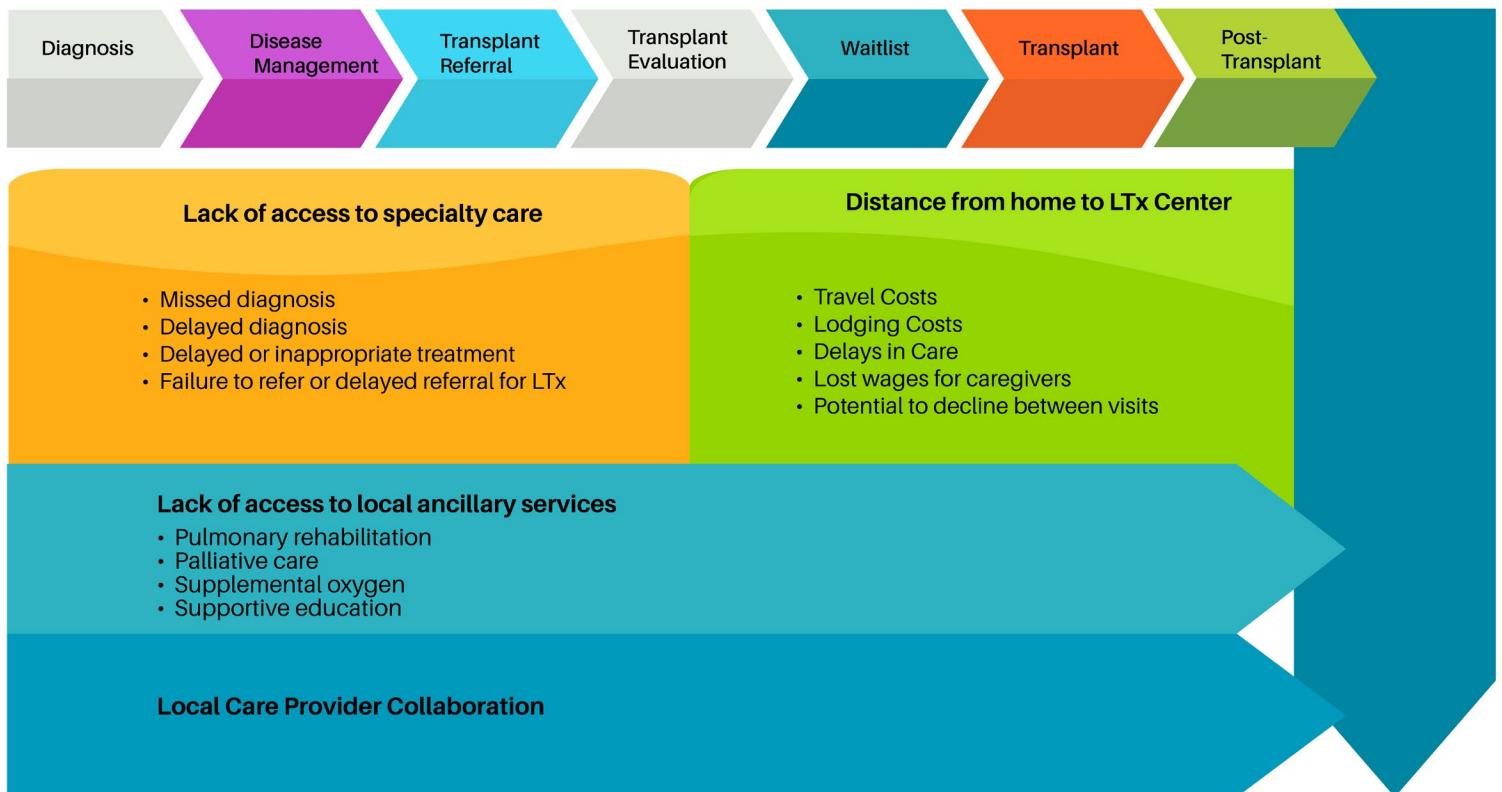 Diagnosis
Disease
Management
Transplant
Referral
Transplant
Evaluation
Waitlist
Transplant
Post-
Transplant
Lack of access to specialty care
• Missed diagnosis
• Delayed diagnosis
• Delayed or inappropriate treatment
• Failure to refer or delayed referral for LTx
Distance from home to LTx Center
• Travel Costs
• Lodging Costs
• Delays in Care
• Lost wages for caregivers
• Potential to decline between visits
Lack of access to local ancillary services
• Pulmonary rehabilitation
• Palliative care
• Supplemental oxygen
• Supportive education
Local Care Provider Collaboration